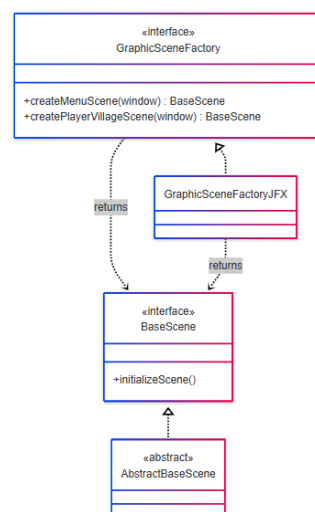 «interface»
GraphicSceneFactory
+createMenuScene(window) : BaseScene
+createPlayerVillageScene(window) : BaseScene
GraphicSceneFactoryJFX
returns
returns
«interface»
BaseScene
+initializeScene()
«abstract»
AbstractBaseScene